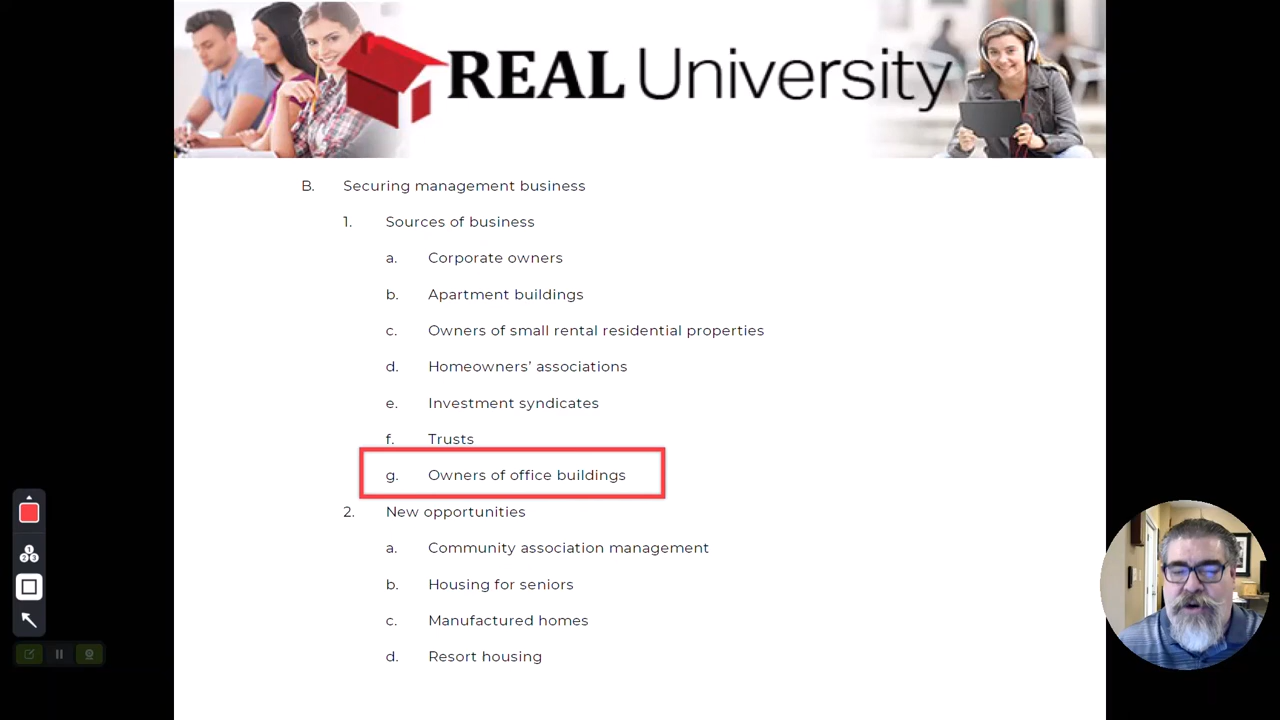 REAL University
B. Securing management business
1. Sources of business
a. Corporate owners
b. Apartment buildings
c. Owners of small rental residential properties
d. Homeowners’ associations
e. Investment syndicates
f. Trusts
g. Owners of office buildings
2. New opportunities
a. Community association management
b. Housing for seniors
c. Manufactured homes
d. Resort housing